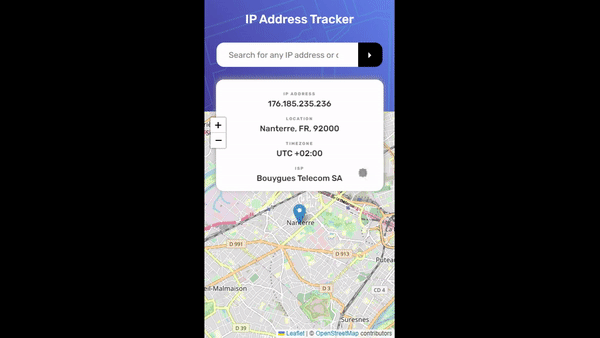 IP Address Tracker
Search for any IP address or
IP ADDRESS
176.185.235.236
LOCATION
Nanterre, FR, 92000
TIMEZONE
UTC +02:00
ISP
Bouygues Telecom SA
+
−
Nanterre
D 991
D 913
Putea
eil-Malmaison
CD 4
D 3
Suresnes
D 39
Leaflet | © OpenStreetMap contributors